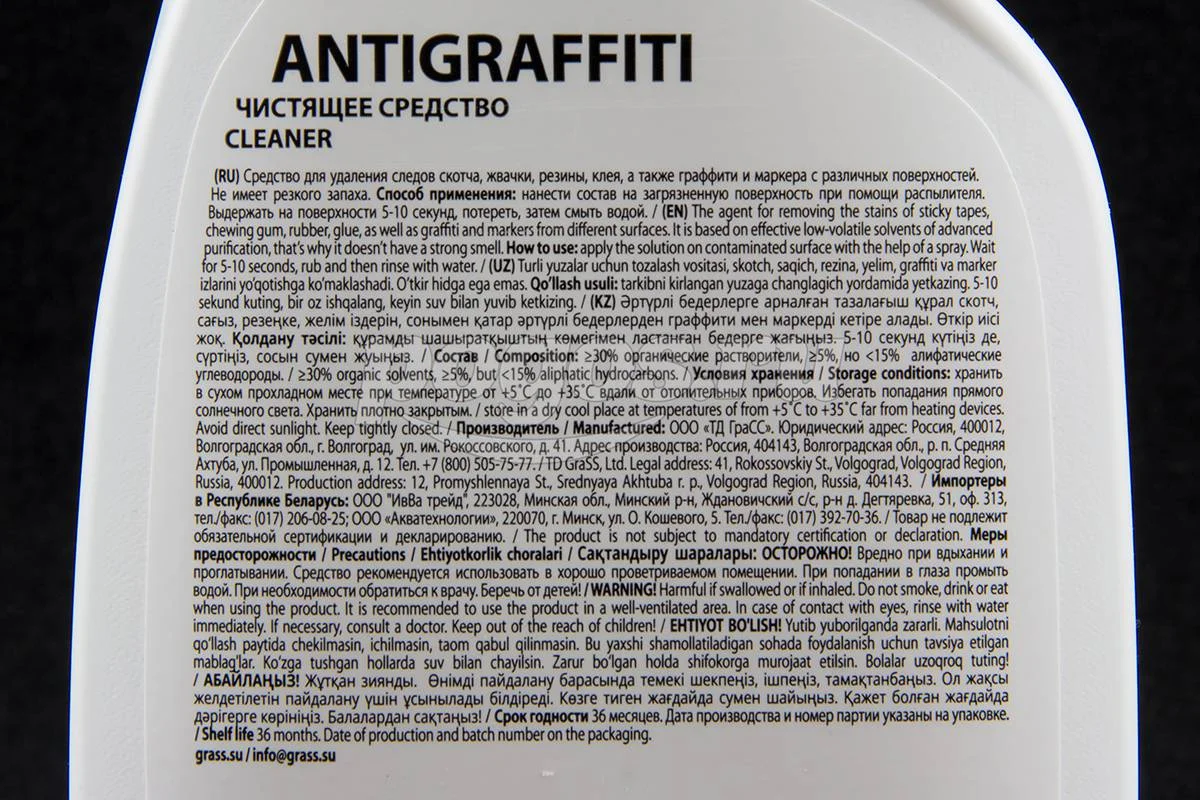 ANTIGRAFFITI
ЧИСТЯЩЕЕ СРЕДСТВО
CLEANER
(RU) Средство для удаления следов скотча, жвачки, резины, клея, а также граффити и маркера с различных поверхностей.
Не имеет резкого запаха. Способ применения: нанести состав на загрязненную поверхность при помощи распылителя.
Выдержать на поверхности 5-10 секунд, потереть, затем смыть водой. / (EN) The agent for removing the stains of sticky tapes,
chewing gum, rubber, glue, as well as graffiti and markers from different surfaces. It is based on effective low-volatile solvents of advanced
purification, that's why it doesn't have a strong smell. How to use: apply the solution on contaminated surface with the help of a spray. Wait
for 5-10 seconds, rub and then rinse with water. / (UZ) Turli yuzalar uchun tozalash vositasi, skotch, saqich, rezina, yelim, graffiti va marker
izlarini yo'qotishga ko'maklashadi. O'tkir hidga ega emas. Qo'llash usuli: tarkibni kirlangan yuzaga changlagich yordamida yetkazing. 5-10
sekund kuting, bir oz ishqalang, keyin suv bilan yuvib ketkizing. / (KZ) Әртүрлі бедерлерге арналған тазалағыш құрал скотч,
сағыз, резеңке, желім іздерін, сонымен қатар әртүрлі бедерлерден граффити мен маркерді кетіре алады. Өткір иісі
жоқ. Қолдану тәсілі: құрамды шашыратқыштың көмегімен ластанған бедерге жағыңыз. 5-10 секунд күтіңіз де,
сүртіңіз, сосын сумен жуыңыз. / Состав / Composition: ≥30% органические растворители, ≥5%, но <15% алифатические
углеводороды. / ≥30% organic solvents, ≥5%, but <15% aliphatic hydrocarbons. / Условия хранения / Storage conditions: хранить
в сухом прохладном месте при температуре от +5˚С до +35˚С вдали от отопительных приборов. Избегать попадания прямого
солнечного света. Хранить плотно закрытым. / store in a dry cool place at temperatures of from +5˚C to +35˚C far from heating devices.
Avoid direct sunlight. Keep tightly closed. / Производитель / Manufactured: ООО «ТД ГраСС». Юридический адрес: Россия, 400012,
Волгоградская обл., г. Волгоград, ул. им. Рокоссовского, д. 41. Адрес производства: Россия, 404143, Волгоградская обл., р. п. Средняя
Ахтуба, ул. Промышленная, д. 12. Тел. +7 (800) 505-75-77. / TD GraSS, Ltd. Legal address: 41, Rokossovskiy St., Volgograd, Volgograd Region,
Russia, 400012. Production address: 12, Promyshlennaya St., Srednyaya Akhtuba r. p., Volgograd Region, Russia, 404143. / Импортеры
в Республике Беларусь: ООО "ИвВа трейд", 223028, Минская обл., Минский р-н, Ждановичский с/с, р-н д. Дегтяревка, 51, оф. 313,
тел./факс: (017) 206-08-25; ООО «Акватехнологии», 220070, г. Минск, ул. О. Кошевого, 5. Тел./факс: (017) 392-70-36. / Товар не подлежит
обязательной сертификации и декларированию. / The product is not subject to mandatory certification or declaration. Меры
предосторожности / Precautions / Ehtiyotkorlik choralari / Сақтандыру шаралары: ОСТОРОЖНО! Вредно при вдыхании и
проглатывании. Средство рекомендуется использовать в хорошо проветриваемом помещении. При попадании в глаза промыть
водой. При необходимости обратиться к врачу. Беречь от детей! / WARNING! Harmful if swallowed or if inhaled. Do not smoke, drink or eat
when using the product. It is recommended to use the product in a well-ventilated area. In case of contact with eyes, rinse with water
immediately. If necessary, consult a doctor. Keep out of the reach of children! / EHTIYOT BO'LISH! Yutib yuborilganda zararli. Mahsulotni
qo'llash paytida chekilmasin, ichilmasin, taom qabul qilinmasin. Bu yaxshi shamollatiladigan sohada foydalanish uchun tavsiya etilgan
mablag'lar. Ko'zga tushgan hollarda suv bilan chayilsin. Zarur bo'lgan holda shifokorga murojaat etilsin. Bolalar uzoqroq tuting!
/ АБАЙЛАҢЫЗ! Жұтқан зиянды. Өнімді пайдалану барасында темекі шекпеңіз, ішпеңіз, тамақтанбаңыз. Ол жақсы
желдетілетін пайдалану үшін ұсынылады білдіреді. Көзге тиген жағдайда сумен шайыңыз. Қажет болған жағдайда
дәрігерге көрініңіз. Балалардан сақтаңыз! / Срок годности 36 месяцев. Дата производства и номер партии указаны на упаковке.
/ Shelf life 36 months. Date of production and batch number on the packaging.
grass.su / info@grass.su